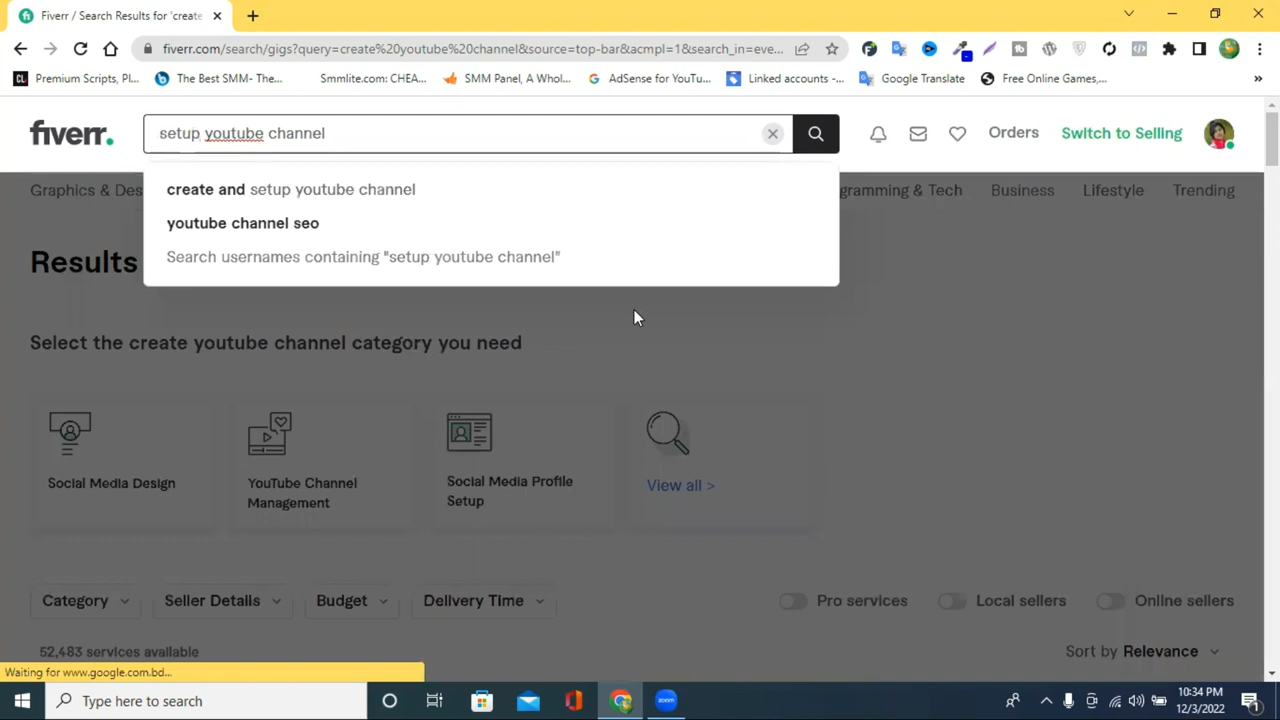 Fiverr / Search Results for 'create
fiverr.com/search/gigs?query=create%20youtube%20channel&source=top-bar&acmpl=1&search_in=eve...
Premium Scripts, Pl...
The Best SMM- The...
Smmlite.com: CHEA...
SMM Panel, A Whol...
AdSense for YouTu...
Linked accounts -...
Google Translate
Free Online Games,...
»
fiverr.
setup youtube channel
Orders
Switch to Selling
create and setup youtube channel
youtube channel seo
Search usernames containing "setup youtube channel"
Graphics & Des
gramming & Tech
Business
Lifestyle
Trending
Results
Select the create youtube channel category you need
Social Media Design
YouTube Channel
Management
Social Media Profile
Setup
View all >
Category
Seller Details
Budget
Delivery Time
Pro services
Local sellers
Online sellers
52,483 services available
Sort by Relevance
Waiting for www.google.com.bd...
Type here to search
zoom
10:34 PM
12/3/2022
1